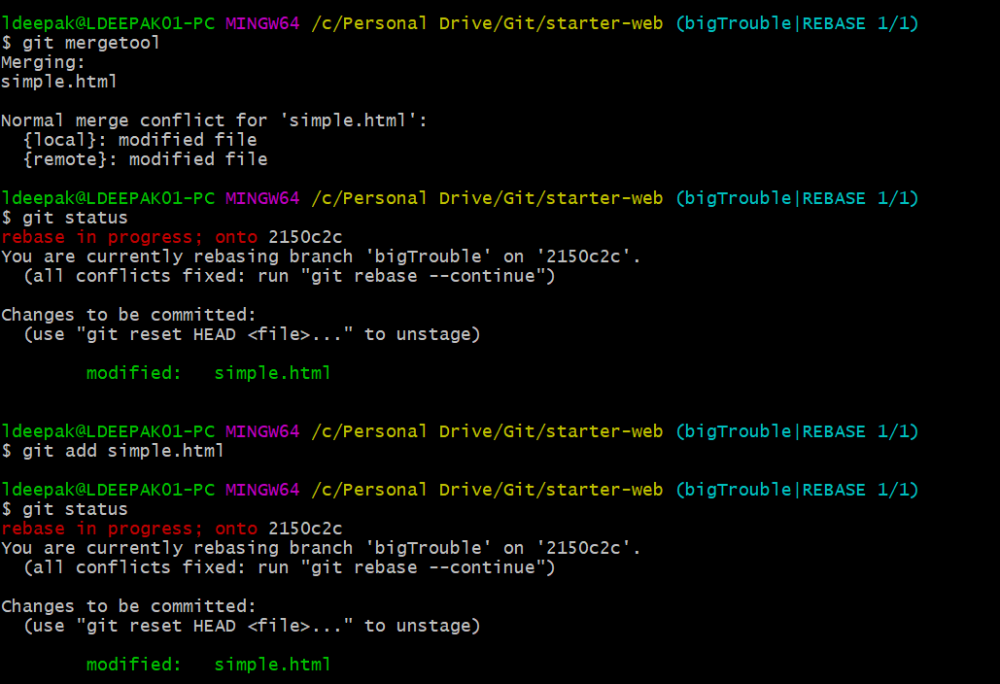 ldeepak@LDEEPAK01-PC MINGW64 /c/Personal Drive/Git/starter-web (bigTrouble|REBASE 1/1)
$ git mergetool
Merging:
simple.html

Normal merge conflict for 'simple.html':
  {local}: modified file
  {remote}: modified file

ldeepak@LDEEPAK01-PC MINGW64 /c/Personal Drive/Git/starter-web (bigTrouble|REBASE 1/1)
$ git status
rebase in progress; onto 2150c2c
You are currently rebasing branch 'bigTrouble' on '2150c2c'.
  (all conflicts fixed: run "git rebase --continue")

Changes to be committed:
  (use "git reset HEAD <file>..." to unstage)

        modified:   simple.html


ldeepak@LDEEPAK01-PC MINGW64 /c/Personal Drive/Git/starter-web (bigTrouble|REBASE 1/1)
$ git add simple.html

ldeepak@LDEEPAK01-PC MINGW64 /c/Personal Drive/Git/starter-web (bigTrouble|REBASE 1/1)
$ git status
rebase in progress; onto 2150c2c
You are currently rebasing branch 'bigTrouble' on '2150c2c'.
  (all conflicts fixed: run "git rebase --continue")

Changes to be committed:
  (use "git reset HEAD <file>..." to unstage)

        modified:   simple.html